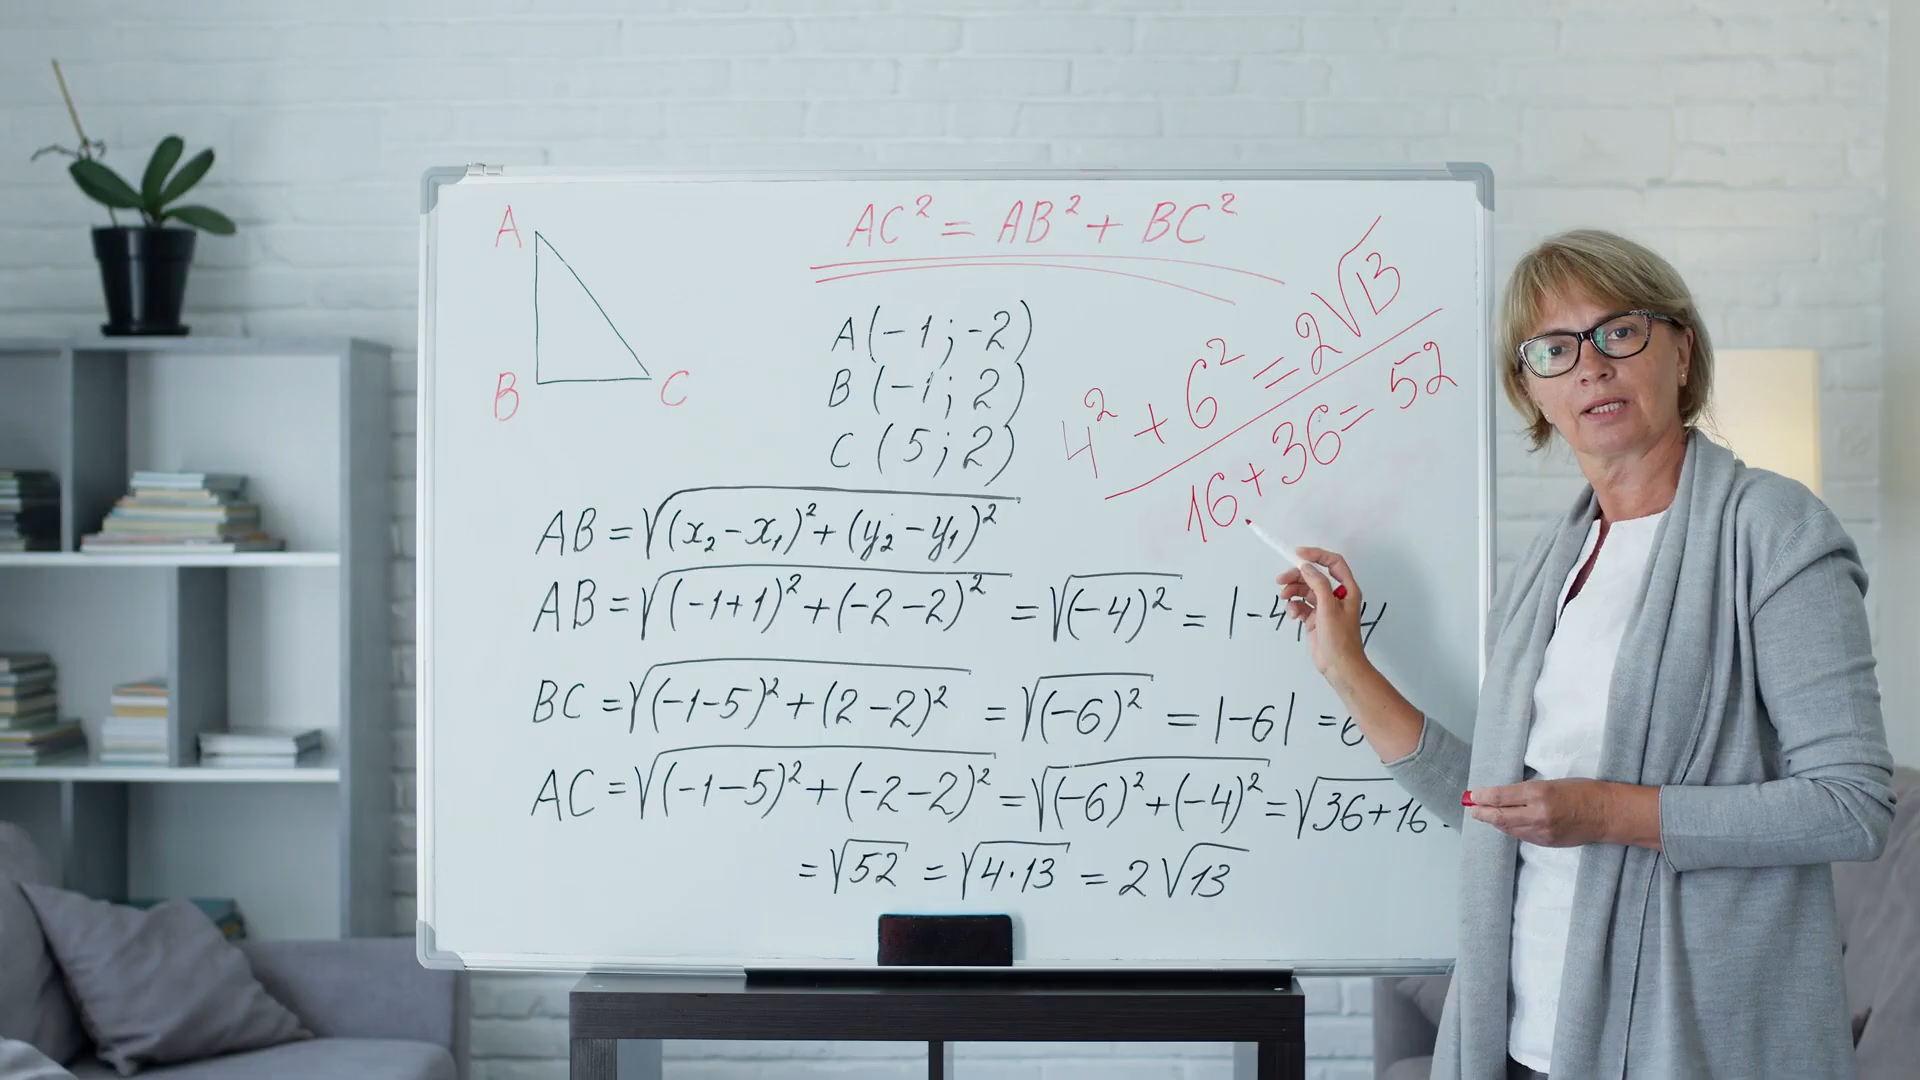 A
B
C
AC² = AB² + BC²
A(-1; -2)
B(-1; 2)
C(5; 2)
4² + 6² = 2√13
16 + 36 = 52
AB = √(x₂-x₁)² + (y₂-y₁)²
AB = √(-1+1)² + (-2-2)² = √(-4)² = |-4| = 4
BC = √(-1-5)² + (2-2)² = √(-6)² = |-6| = 6
AC = √(-1-5)² + (-2-2)² = √(-6)² + (-4)² = √36+16 =
= √52 = √4·13 = 2√13